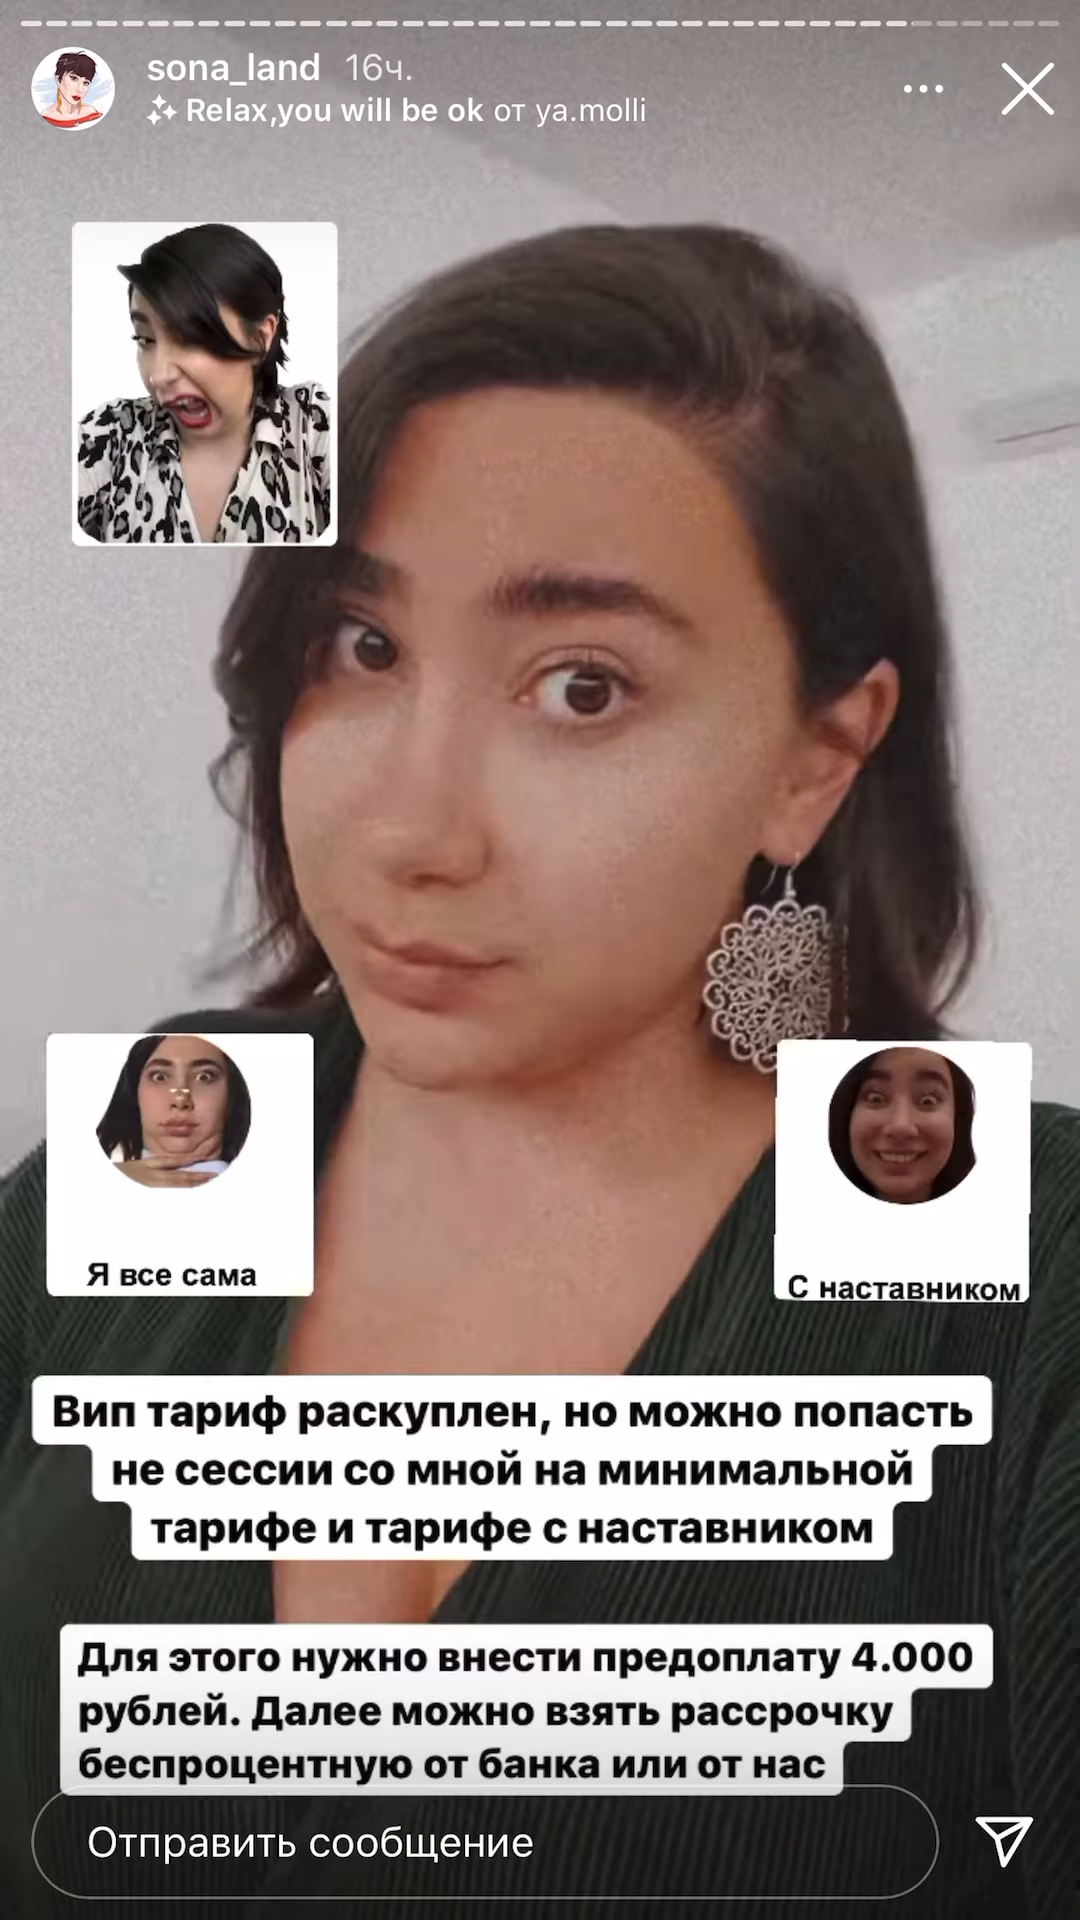 sona_land 16ч.
Relax,you will be ok от ya.molli
Я все сама
С наставником
Вип тариф раскуплен, но можно попасть
не сессии со мной на минимальной
тарифе и тарифе с наставником
Для этого нужно внести предоплату 4.000
рублей. Далее можно взять рассрочку
беспроцентную от банка или от нас
Отправить сообщение